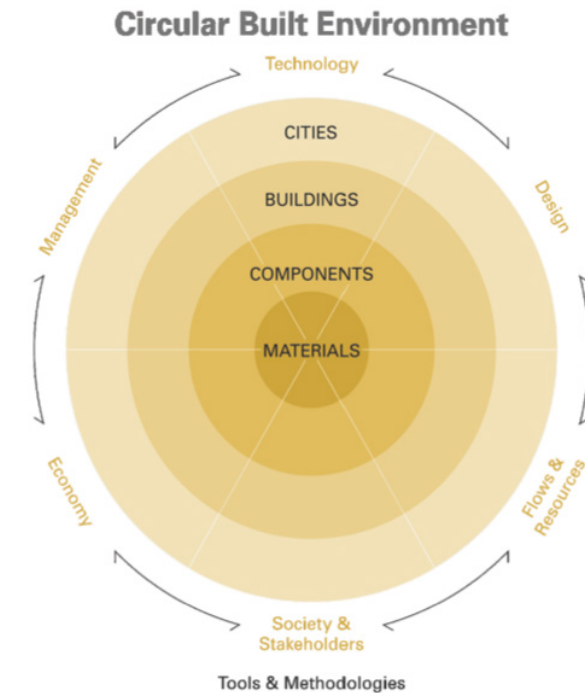 Circular Built Environment
Technology
CITIES
Management
Design
BUILDINGS
COMPONENTS
MATERIALS
Economy
Flows &
Resources
Society &
Stakeholders
Tools & Methodologies